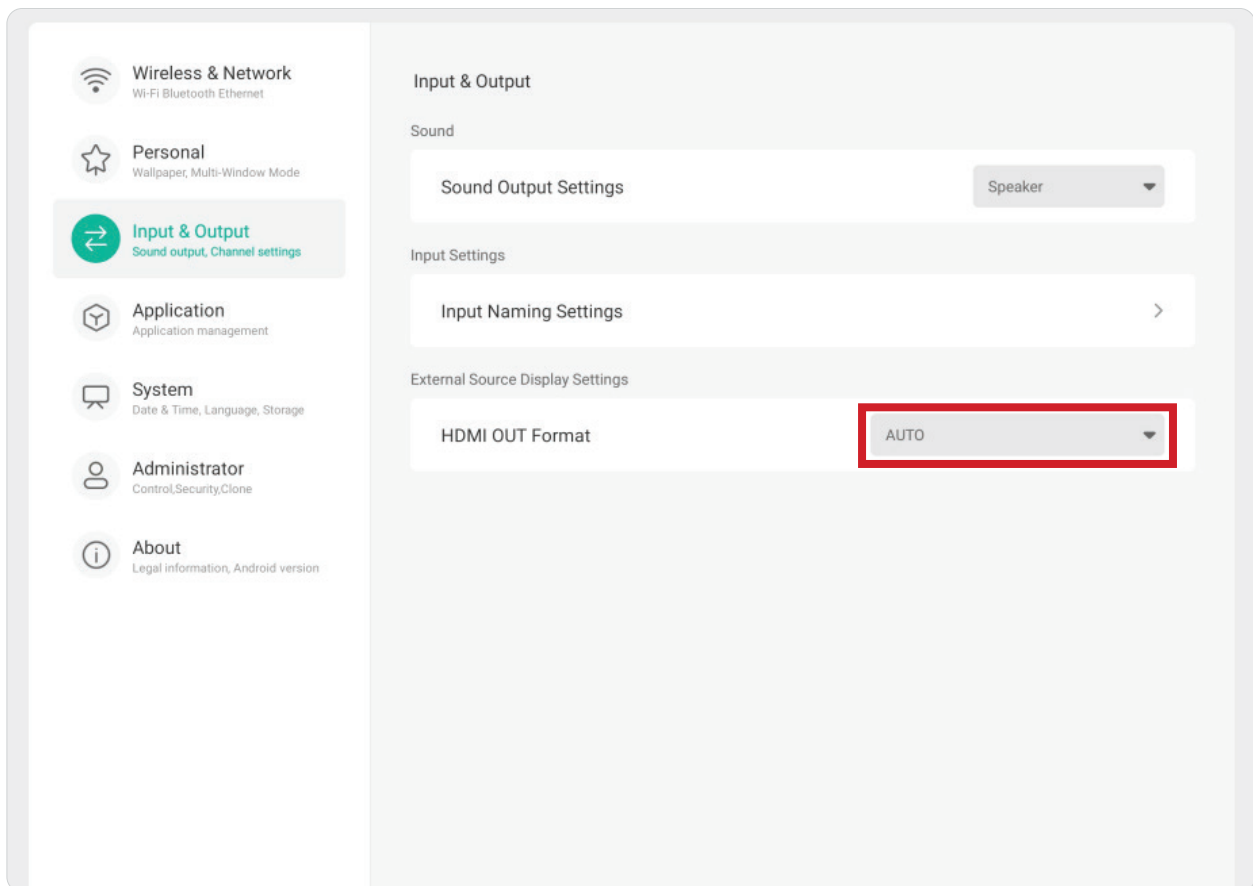 Wireless & Network
Wi-Fi Bluetooth Ethernet
Personal
Wallpaper, Multi-Window Mode
Input & Output
Sound output, Channel settings
Application
Application management
System
Date & Time, Language, Storage
Administrator
Control,Security,Clone
About
Legal information, Android version
Input & Output
Sound
Sound Output Settings
Speaker
Input Settings
Input Naming Settings
External Source Display Settings
HDMI OUT Format
AUTO